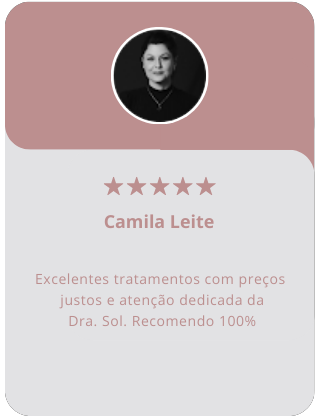 Camila Leite
Excelentes tratamentos com preços
justos e atenção dedicada da
Dra. Sol. Recomendo 100%